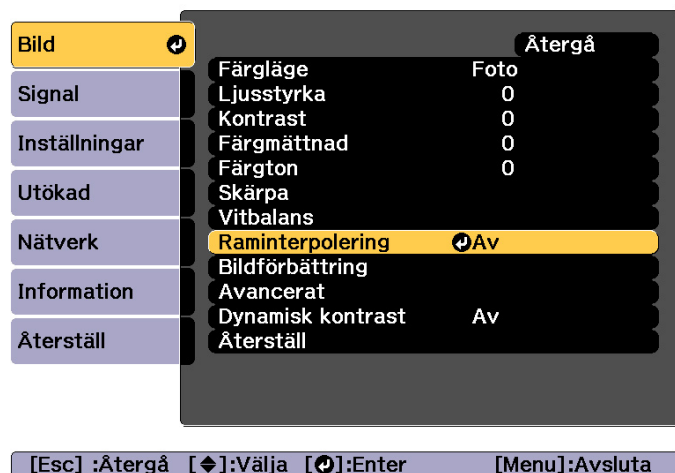 Bild
Signal
Inställningar
Utökad
Nätverk
Information
Återställ
Återgå
Färgläge Foto
Ljusstyrka 0
Kontrast 0
Färgmättnad 0
Färgton 0
Skärpa
Vitbalans
Raminterpolering Av
Bildförbättring
Avancerat
Dynamisk kontrast Av
Återställ
[Esc] :Återgå [◆]:Välja [↵]:Enter [Menu]:Avsluta